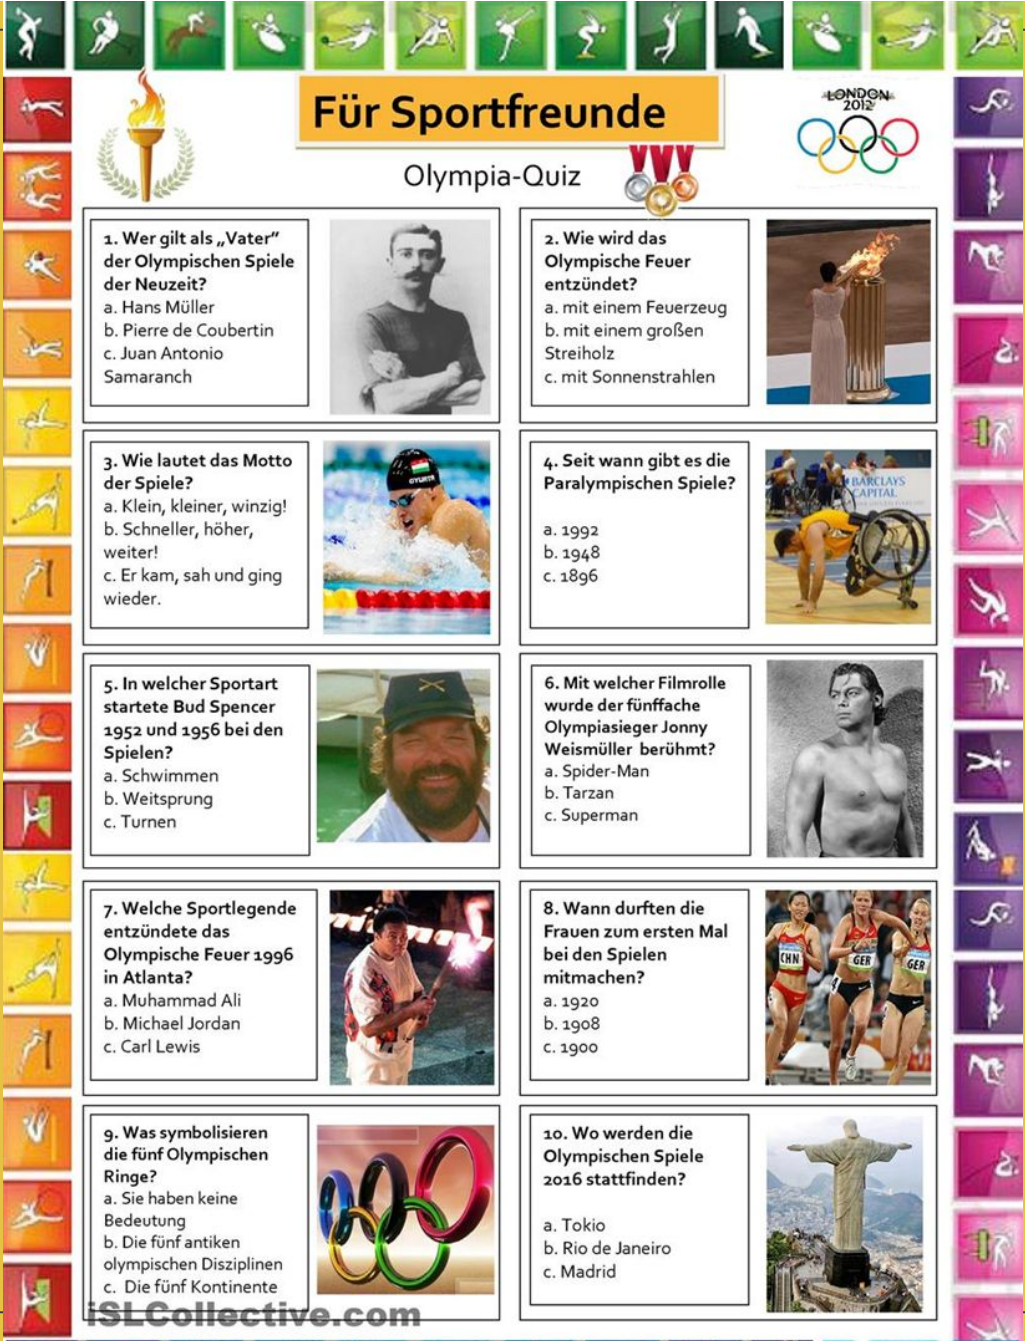 LONDON
2012
Für Sportfreunde
Olympia-Quiz
1. Wer gilt als „Vater“
der Olympischen Spiele
der Neuzeit?
a. Hans Müller
b. Pierre de Coubertin
c. Juan Antonio
Samaranch
2. Wie wird das
Olympische Feuer
entzündet?
a. mit einem Feuerzeug
b. mit einem großen
Streiholz
c. mit Sonnenstrahlen
3. Wie lautet das Motto
der Spiele?
a. Klein, kleiner, winzig!
b. Schneller, höher,
weiter!
c. Er kam, sah und ging
wieder.
GYURTA
4. Seit wann gibt es die
Paralympischen Spiele?
a. 1992
b. 1948
c. 1896
BARCLAYS
CAPITAL
5. In welcher Sportart
startete Bud Spencer
1952 und 1956 bei den
Spielen?
a. Schwimmen
b. Weitsprung
c. Turnen
6. Mit welcher Filmrolle
wurde der fünffache
Olympiasieger Jonny
Weismüller berühmt?
a. Spider-Man
b. Tarzan
c. Superman
7. Welche Sportlegende
entzündete das
Olympische Feuer 1996
in Atlanta?
a. Muhammad Ali
b. Michael Jordan
c. Carl Lewis
8. Wann durften die
Frauen zum ersten Mal
bei den Spielen
mitmachen?
a. 1920
b. 1908
c. 1900
CHN
GER
GER
9. Was symbolisieren
die fünf Olympischen
Ringe?
a. Sie haben keine
Bedeutung
b. Die fünf antiken
olympischen Disziplinen
c. Die fünf Kontinente
10. Wo werden die
Olympischen Spiele
2016 stattfinden?
a. Tokio
b. Rio de Janeiro
c. Madrid
iSLCollective.com